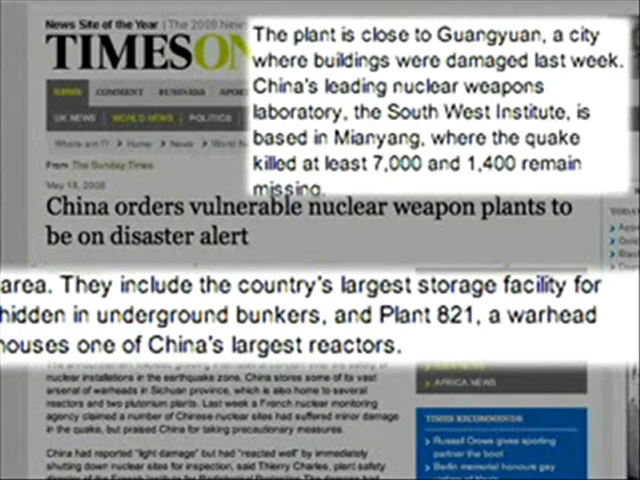 News Site of the Year | The 2008 New
TIMESON
NEWS COMMENT BUSINESS SPO
UK NEWS WORLD NEWS POLITICS
Where am I? Home News World N
From The Sunday Times
May 18, 2008
The plant is close to Guangyuan, a city
where buildings were damaged last week.
China's leading nuclear weapons
laboratory, the South West Institute, is
based in Mianyang, where the quake
killed at least 7,000 and 1,400 remain
missing.
China orders vulnerable nuclear weapon plants to
be on disaster alert
area. They include the country's largest storage facility for
hidden in underground bunkers, and Plant 821, a warhead
houses one of China's largest reactors.
nuclear installations in the earthquake zone. China stores some of its vast
arsenal of warheads in Sichuan province, which is also home to several
reactors and two plutonium plants. Last week a French nuclear monitoring
agency claimed a number of Chinese nuclear sites had suffered minor damage
in the quake, but praised China for taking precautionary measures.
China had reported "light damage" but had "reacted well" by immediately
shutting down nuclear sites for inspection, said Thierry Charles, plant safety
TODAY
AFRICA NEWS
TIMES RECOMMENDS
Russell Crowe gives sporting
partner the boot
Berlin memorial honours gay